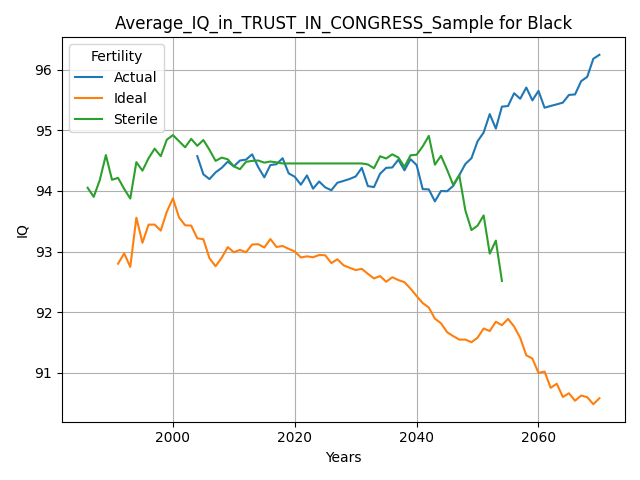 Average_IQ_in_TRUST_IN_CONGRESS_Sample for Black
Fertility
Actual
Ideal
Sterile
IQ
96
95
94
93
92
91
2000
2020
2040
2060
Years